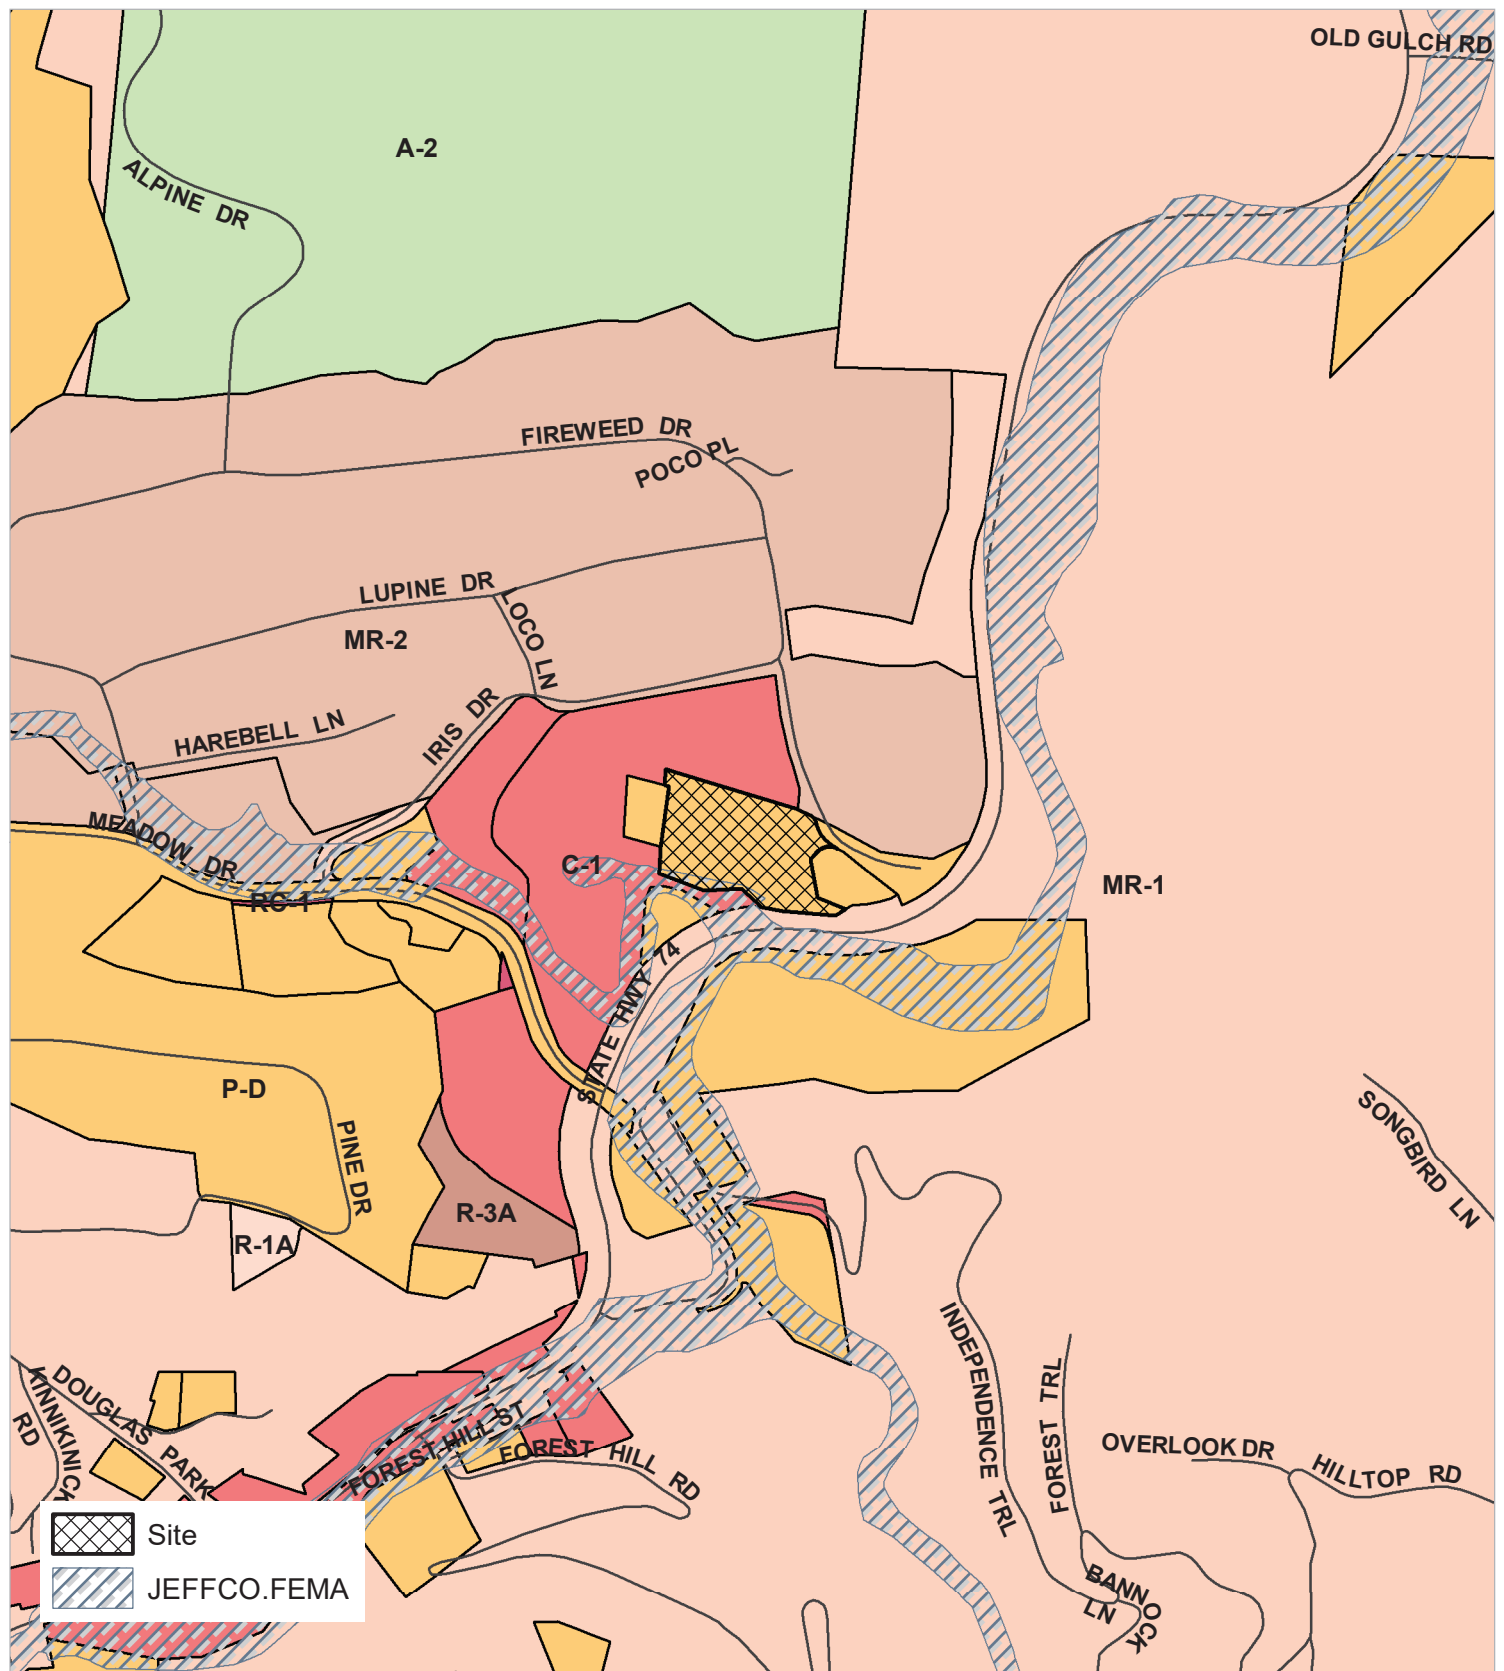 OLD GULCH RD
A-2
ALPINE DR
FIREWEED DR
POCO PL
LUPINE DR
LOCO LN
MR-2
IRIS DR
HAREBELL LN
MEADOW DR
C-1
MR-1
RC-1
STATE HWY 74
P-D
PINE DR
SONGBIRD LN
R-3A
R-1A
INDEPENDENCE TRL
FOREST TRL
KINNIKINICK
RD
DOUGLAS PARK
FOREST HILL ST
FOREST HILL RD
OVERLOOK DR
HILLTOP RD
BANNOCK
LN
Site
JEFFCO.FEMA